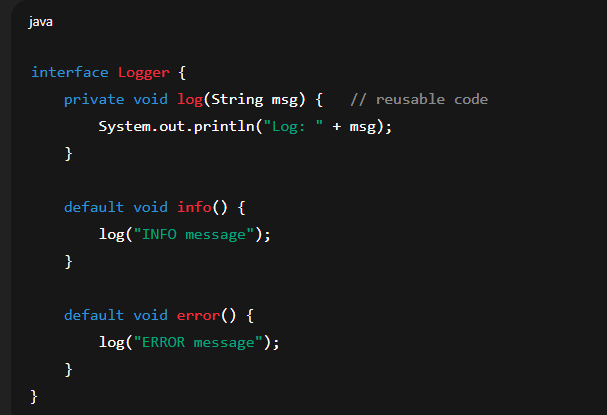 java
interface Logger {
    private void log(String msg) {   // reusable code
        System.out.println("Log: " + msg);
    }
    default void info() {
        log("INFO message");
    }
    default void error() {
        log("ERROR message");
    }
}